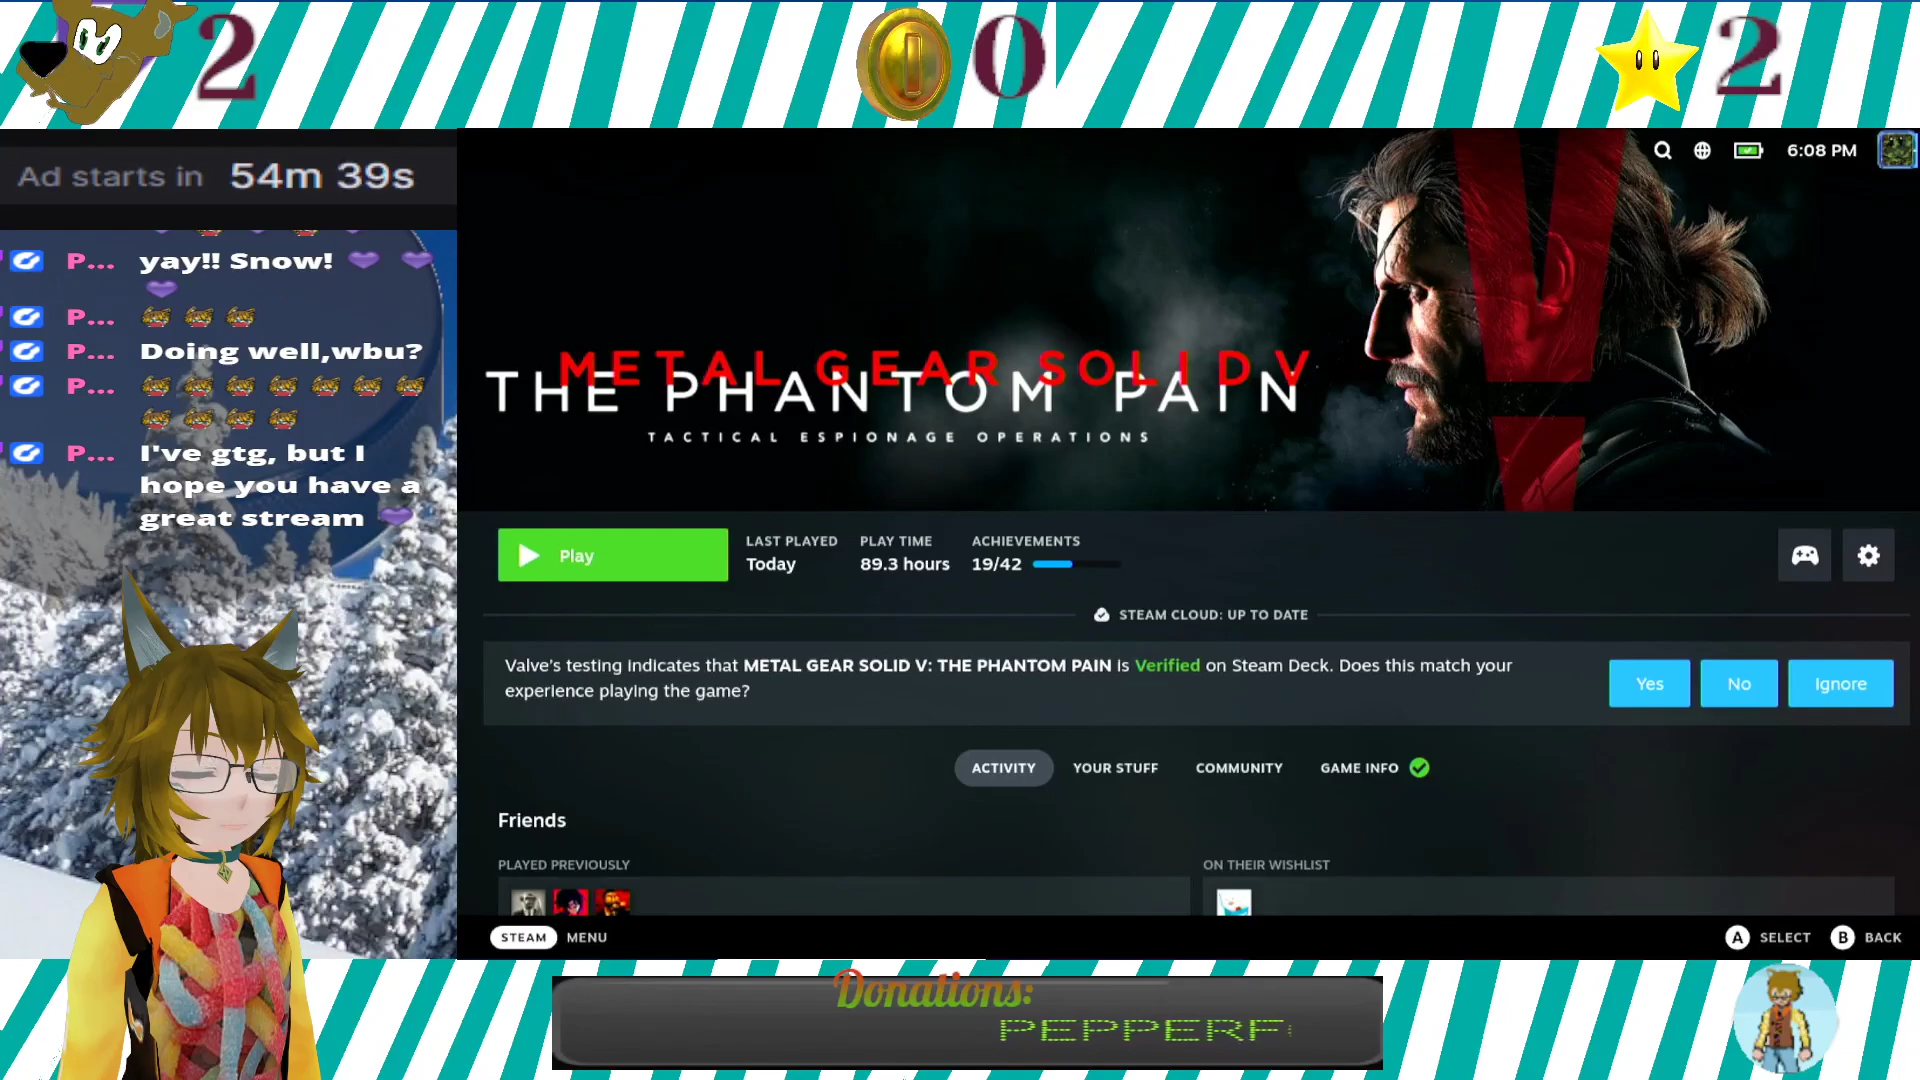 2
0
2
Ad starts in 54m 39s
6:08 PM
P... yay!! Snow!
P...
P... Doing well,wbu?
P...
P... I've gtg, but I
hope you have a
great stream
METAL GEAR SOLID V
THE PHANTOM PAIN
TACTICAL ESPIONAGE OPERATIONS
Play
LAST PLAYED
Today
PLAY TIME
89.3 hours
ACHIEVEMENTS
19/42
STEAM CLOUD: UP TO DATE
Valve's testing indicates that METAL GEAR SOLID V: THE PHANTOM PAIN is Verified on Steam Deck. Does this match your
experience playing the game?
Yes
No
Ignore
ACTIVITY
YOUR STUFF
COMMUNITY
GAME INFO
Friends
PLAYED PREVIOUSLY
ON THEIR WISHLIST
STEAM MENU
A SELECT
B BACK
Donations:
PEPPERF